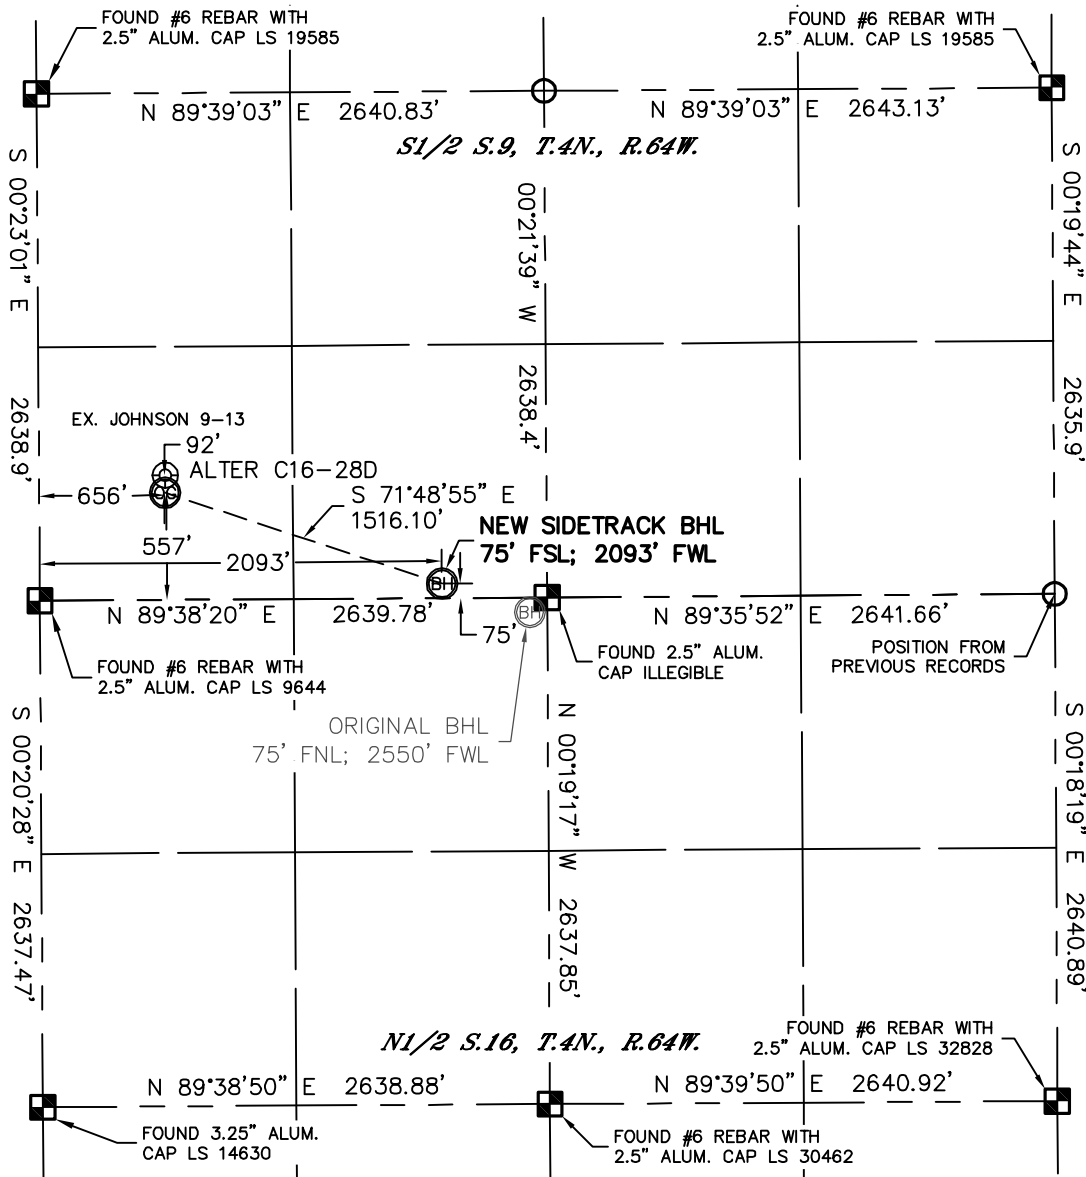 FOUND #6 REBAR WITH
2.5” ALUM. CAP LS 19585
FOUND #6 REBAR WITH
2.5” ALUM. CAP LS 19585
N 89°39'03” E 2640.83'
N 89°39'03” E 2643.13'
S1/2 S.9, T.4N., R.64W.
S 00°23'01” E 2638.9'
00°21'39” W 2638.4'
S 00°19'44” E 2635.9'
EX. JOHNSON 9–13
92'
ALTER C16–28D
656'
S 71°48'55” E
1516.10'
NEW SIDETRACK BHL
75' FSL; 2093' FWL
557'
2093'
BH
BH
N 89°38'20” E 2639.78'
75'
N 89°35'52” E 2641.66'
FOUND #6 REBAR WITH
2.5” ALUM. CAP LS 9644
FOUND 2.5” ALUM.
CAP ILLEGIBLE
POSITION FROM
PREVIOUS RECORDS
ORIGINAL BHL
75' FNL; 2550' FWL
S 00°20'28” E 2637.47'
N 00°19'17” W 2637.85'
S 00°18'19” E 2640.89'
N1/2 S.16, T.4N., R.64W.
FOUND #6 REBAR WITH
2.5” ALUM. CAP LS 32828
N 89°38'50” E 2638.88'
N 89°39'50” E 2640.92'
FOUND 3.25” ALUM.
CAP LS 14630
FOUND #6 REBAR WITH
2.5” ALUM. CAP LS 30462